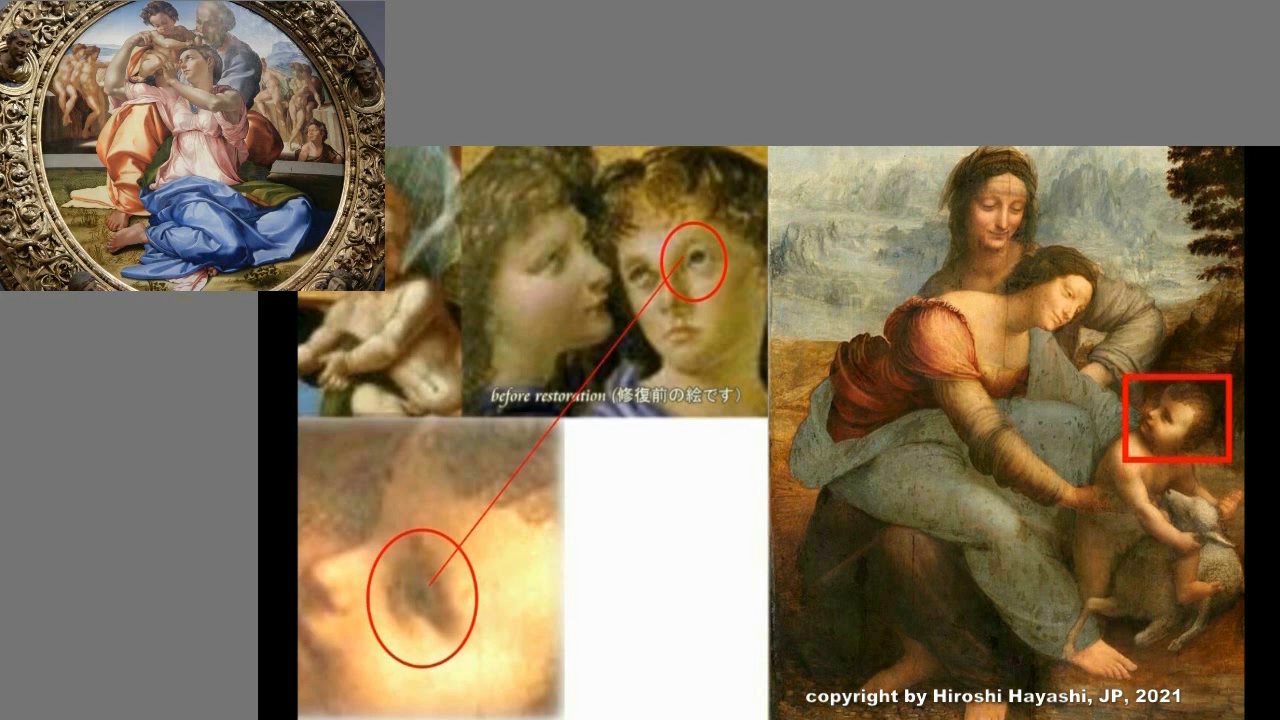 before restoration (修復前の絵です)
copyright by Hiroshi Hayashi, JP, 2021